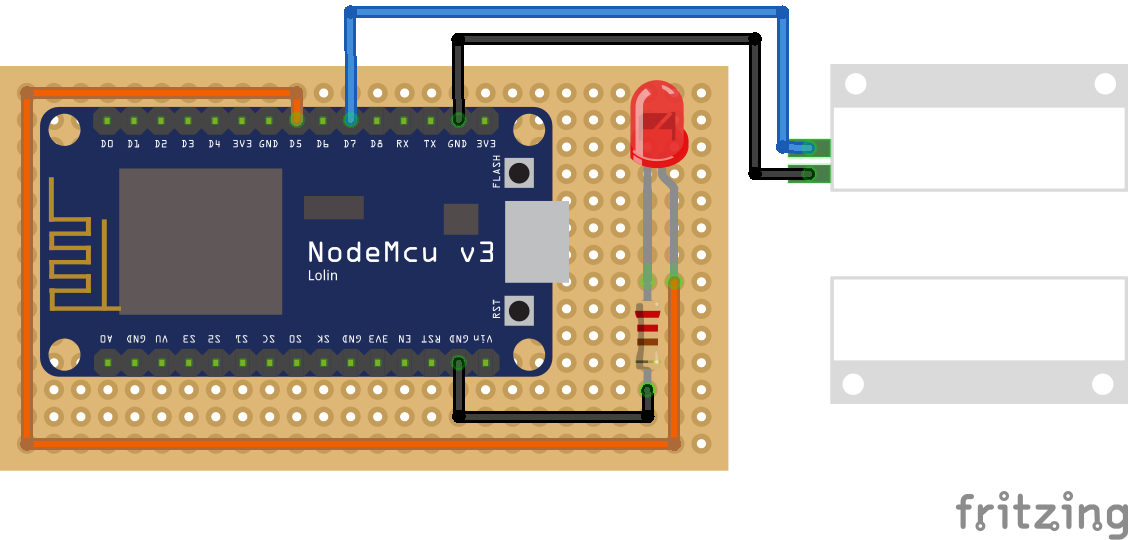 D0 D1 D2 D3 D4 3V3 GND D5 D6 D7 D8 RX TX GND 3V3
FLASH
NodeMcu v3
Lolin
RST
A0 GND VU S3 S2 S1 SC S0 SK GND 3V3 EN RST GND Vin
fritzing